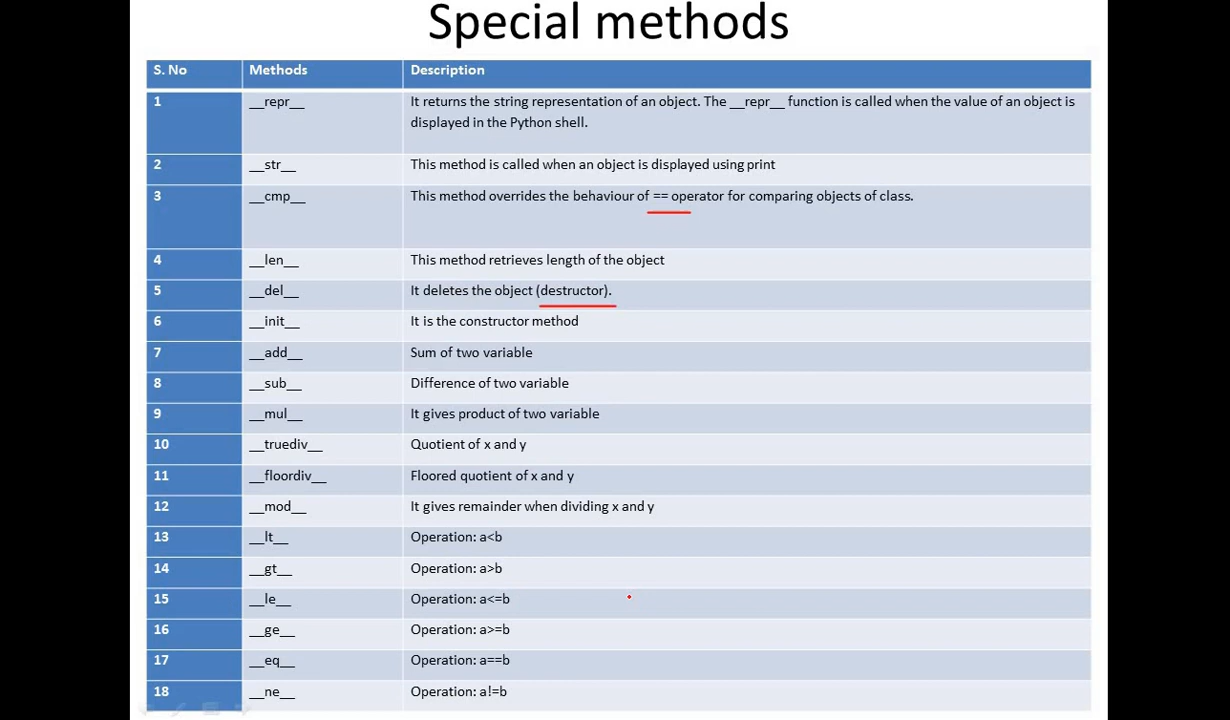 Special methods
S. No Methods Description
1 __repr__ It returns the string representation of an object. The __repr__ function is called when the value of an object is
displayed in the Python shell.
2 __str__ This method is called when an object is displayed using print
3 __cmp__ This method overrides the behaviour of == operator for comparing objects of class.
4 __len__ This method retrieves length of the object
5 __del__ It deletes the object (destructor).
6 __init__ It is the constructor method
7 __add__ Sum of two variable
8 __sub__ Difference of two variable
9 __mul__ It gives product of two variable
10 __truediv__ Quotient of x and y
11 __floordiv__ Floored quotient of x and y
12 __mod__ It gives remainder when dividing x and y
13 __lt__ Operation: a<b
14 __gt__ Operation: a>b
15 __le__ Operation: a<=b
16 __ge__ Operation: a>=b
17 __eq__ Operation: a==b
18 __ne__ Operation: a!=b